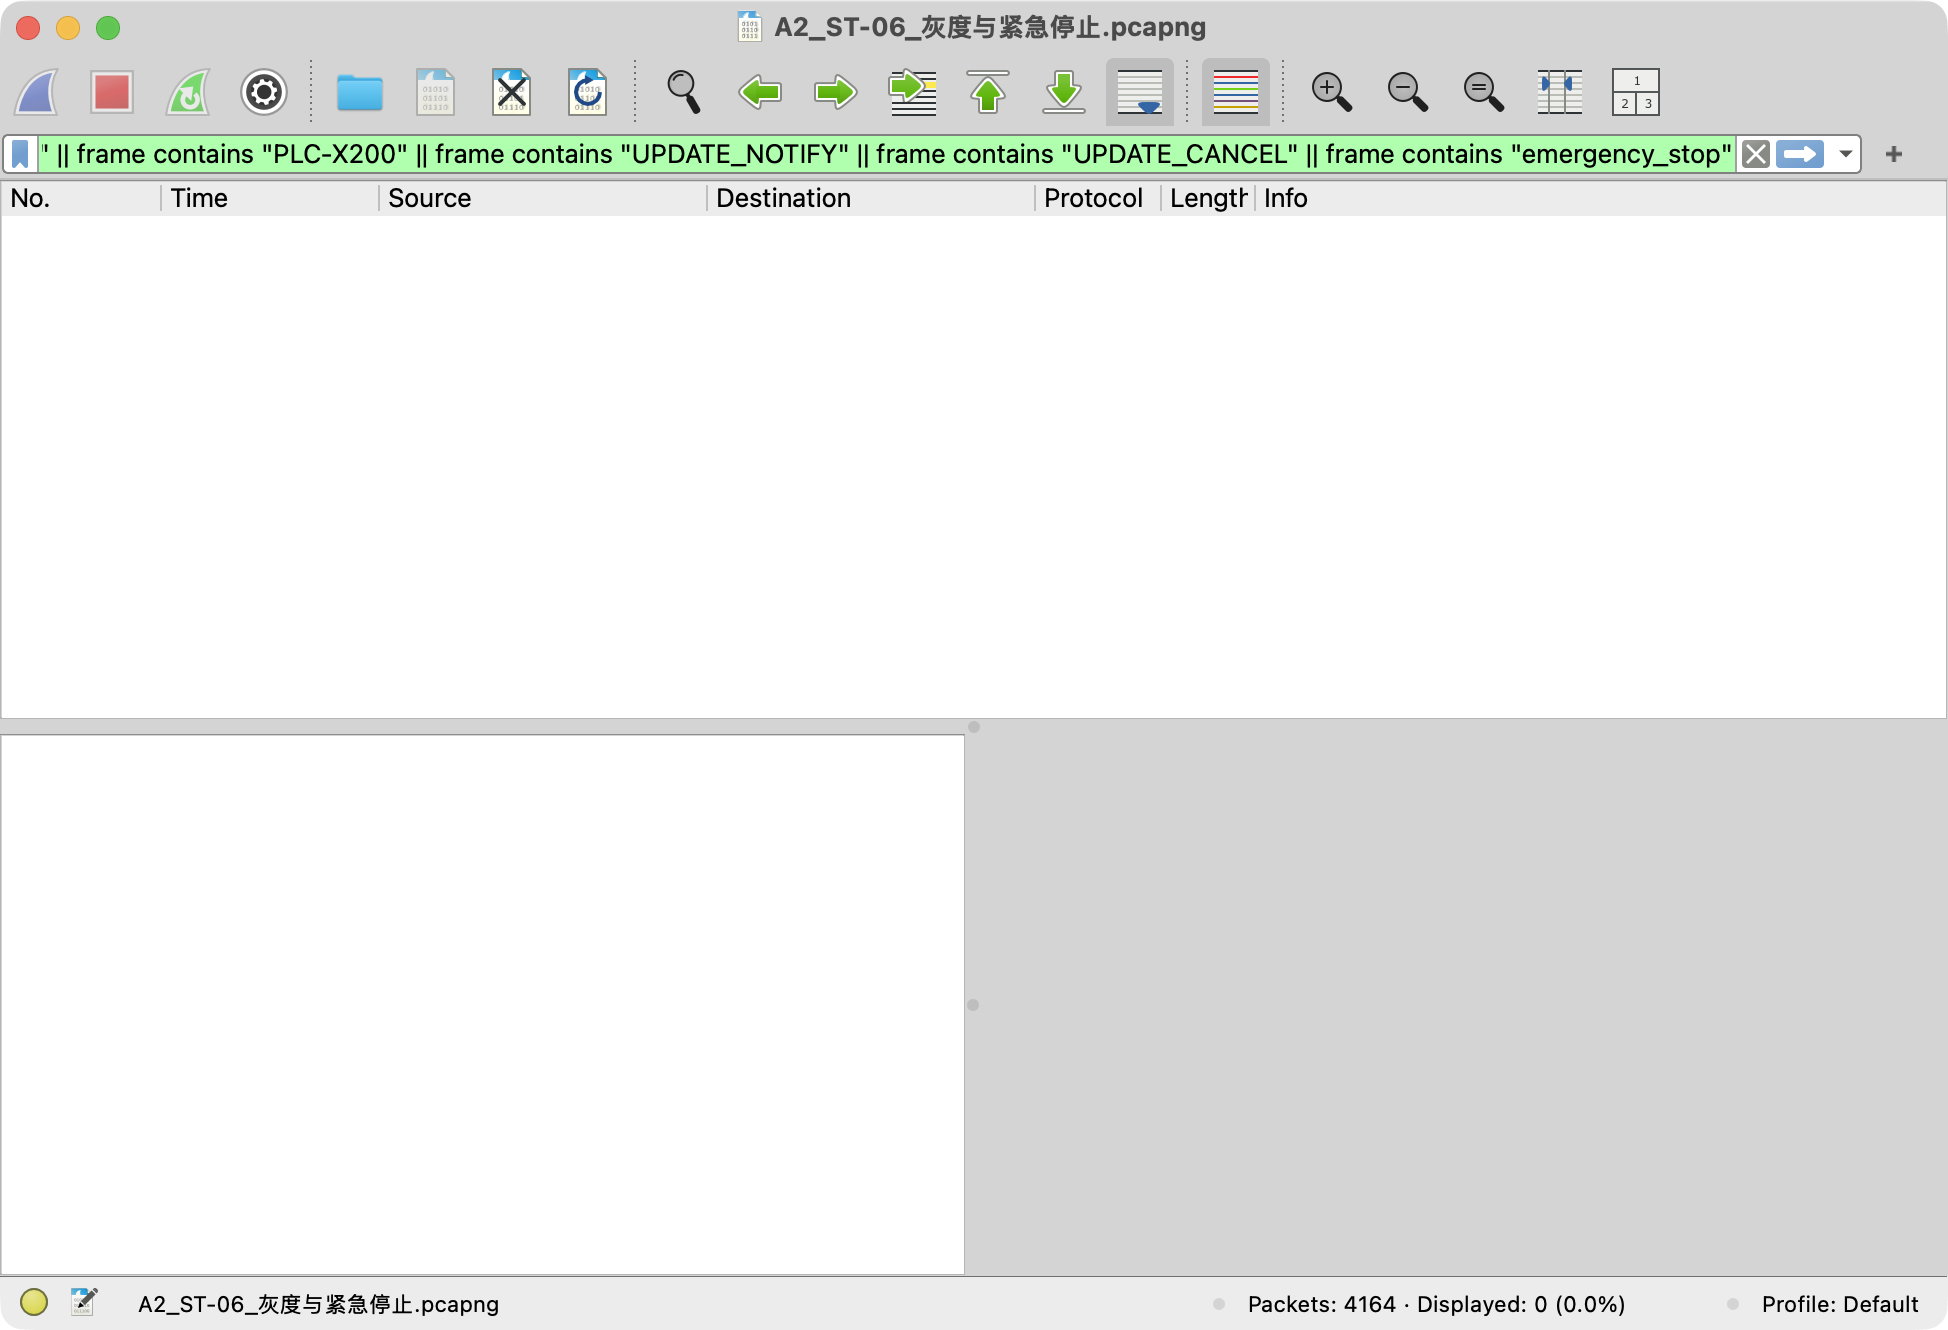 A2_ST-06_灰度与紧急停止.pcapng
1
2 3
" || frame contains "PLC-X200" || frame contains "UPDATE_NOTIFY" || frame contains "UPDATE_CANCEL" || frame contains "emergency_stop"
No. Time Source Destination Protocol Length Info
A2_ST-06_灰度与紧急停止.pcapng Packets: 4164 · Displayed: 0 (0.0%) Profile: Default